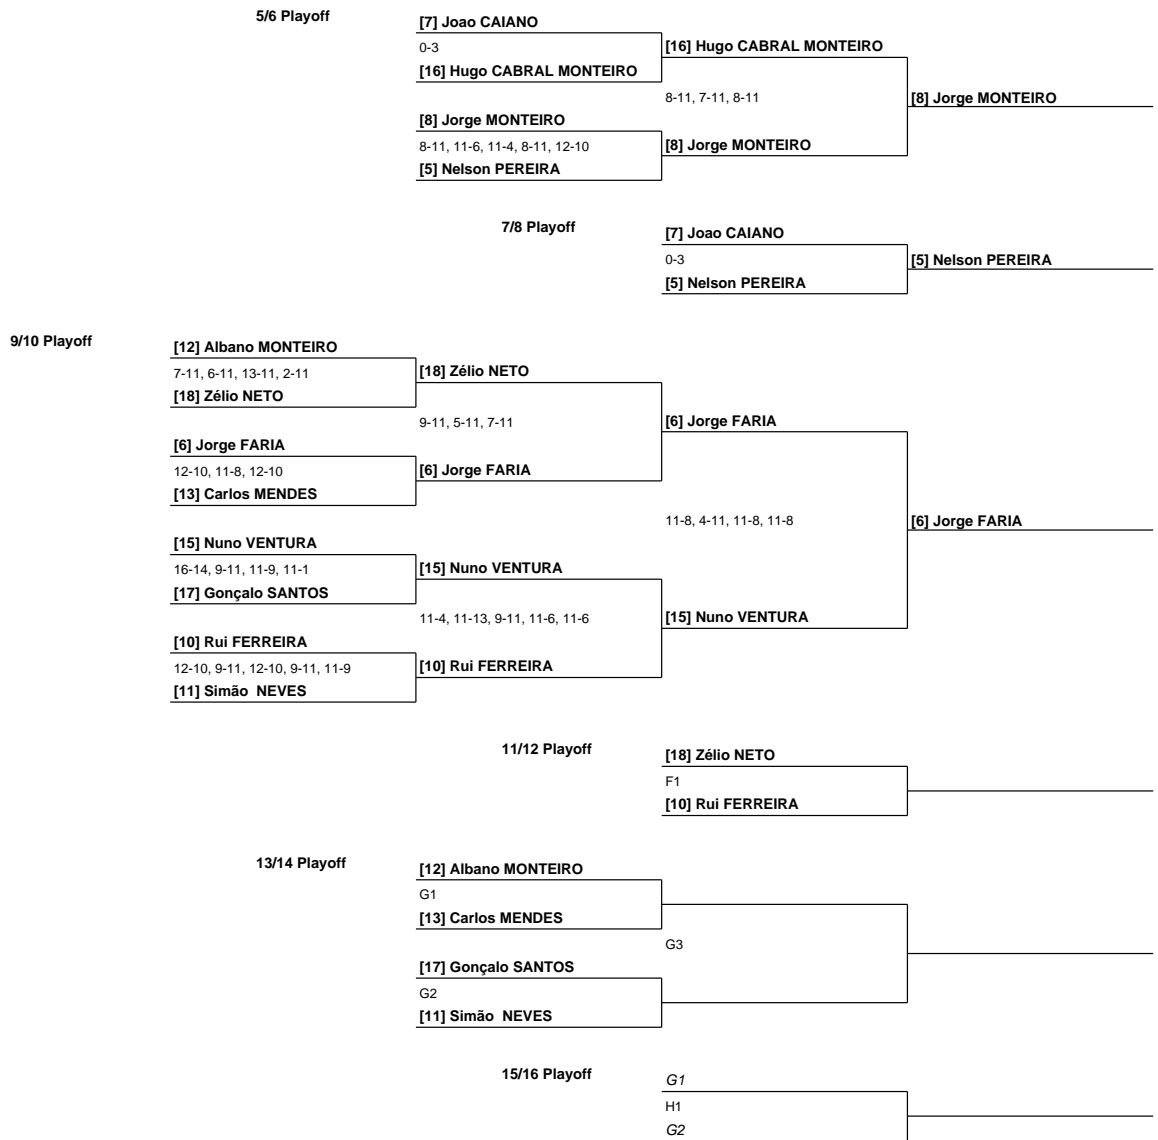 5/6 Playoff
[7] Joao CAIANO
0-3
[16] Hugo CABRAL MONTEIRO
[16] Hugo CABRAL MONTEIRO
8-11, 7-11, 8-11
[8] Jorge MONTEIRO
[8] Jorge MONTEIRO
8-11, 11-6, 11-4, 8-11, 12-10
[8] Jorge MONTEIRO
[5] Nelson PEREIRA
7/8 Playoff
[7] Joao CAIANO
0-3
[5] Nelson PEREIRA
[5] Nelson PEREIRA
9/10 Playoff
[12] Albano MONTEIRO
7-11, 6-11, 13-11, 2-11
[18] Zélio NETO
[18] Zélio NETO
9-11, 5-11, 7-11
[6] Jorge FARIA
[6] Jorge FARIA
12-10, 11-8, 12-10
[6] Jorge FARIA
[13] Carlos MENDES
11-8, 4-11, 11-8, 11-8
[6] Jorge FARIA
[15] Nuno VENTURA
16-14, 9-11, 11-9, 11-1
[15] Nuno VENTURA
[17] Gonçalo SANTOS
11-4, 11-13, 9-11, 11-6, 11-6
[15] Nuno VENTURA
[10] Rui FERREIRA
12-10, 9-11, 12-10, 9-11, 11-9
[10] Rui FERREIRA
[11] Simão  NEVES
11/12 Playoff
[18] Zélio NETO
F1
[10] Rui FERREIRA
13/14 Playoff
[12] Albano MONTEIRO
G1
[13] Carlos MENDES
G3
[17] Gonçalo SANTOS
G2
[11] Simão  NEVES
15/16 Playoff
G1
H1
G2